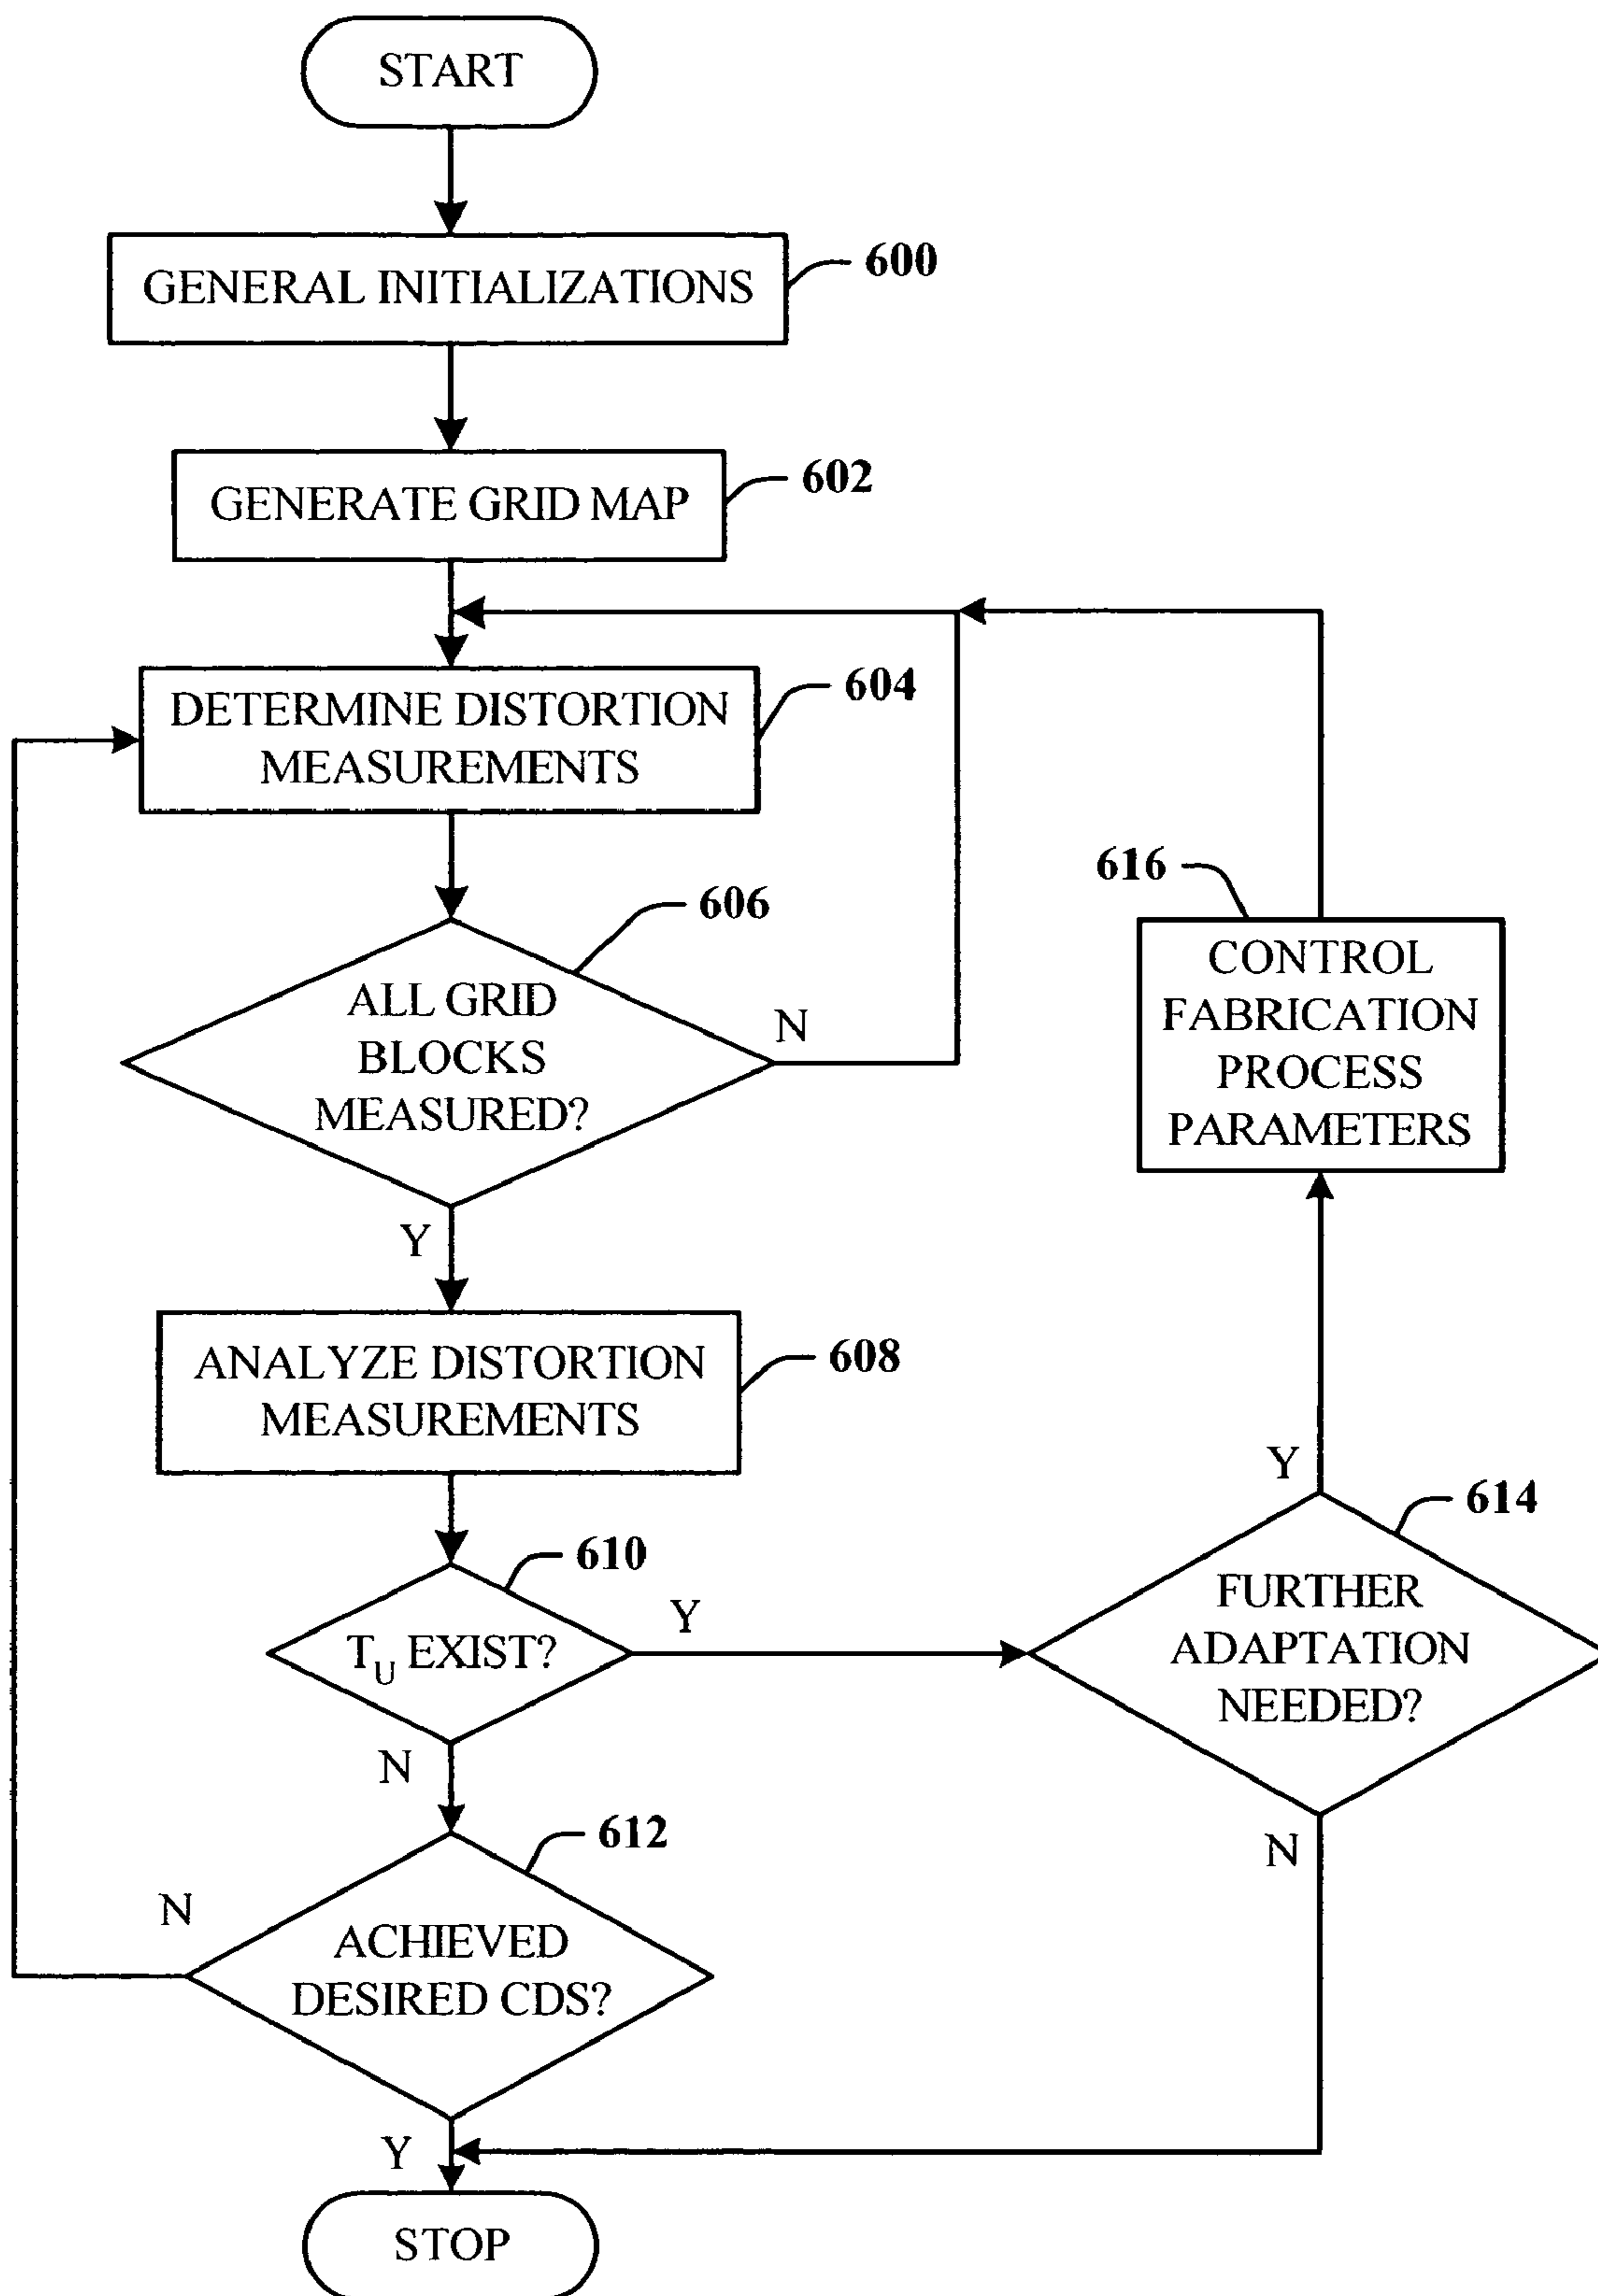 START
GENERAL INITIALIZATIONS
600
GENERATE GRID MAP
602
DETERMINE DISTORTION
MEASUREMENTS
604
606
ALL GRID
BLOCKS
MEASURED?
N
Y
616
CONTROL
FABRICATION
PROCESS
PARAMETERS
ANALYZE DISTORTION
MEASUREMENTS
608
610
T_U EXIST?
Y
N
Y
614
FURTHER
ADAPTATION
NEEDED?
N
612
N
ACHIEVED
DESIRED CDS?
Y
STOP